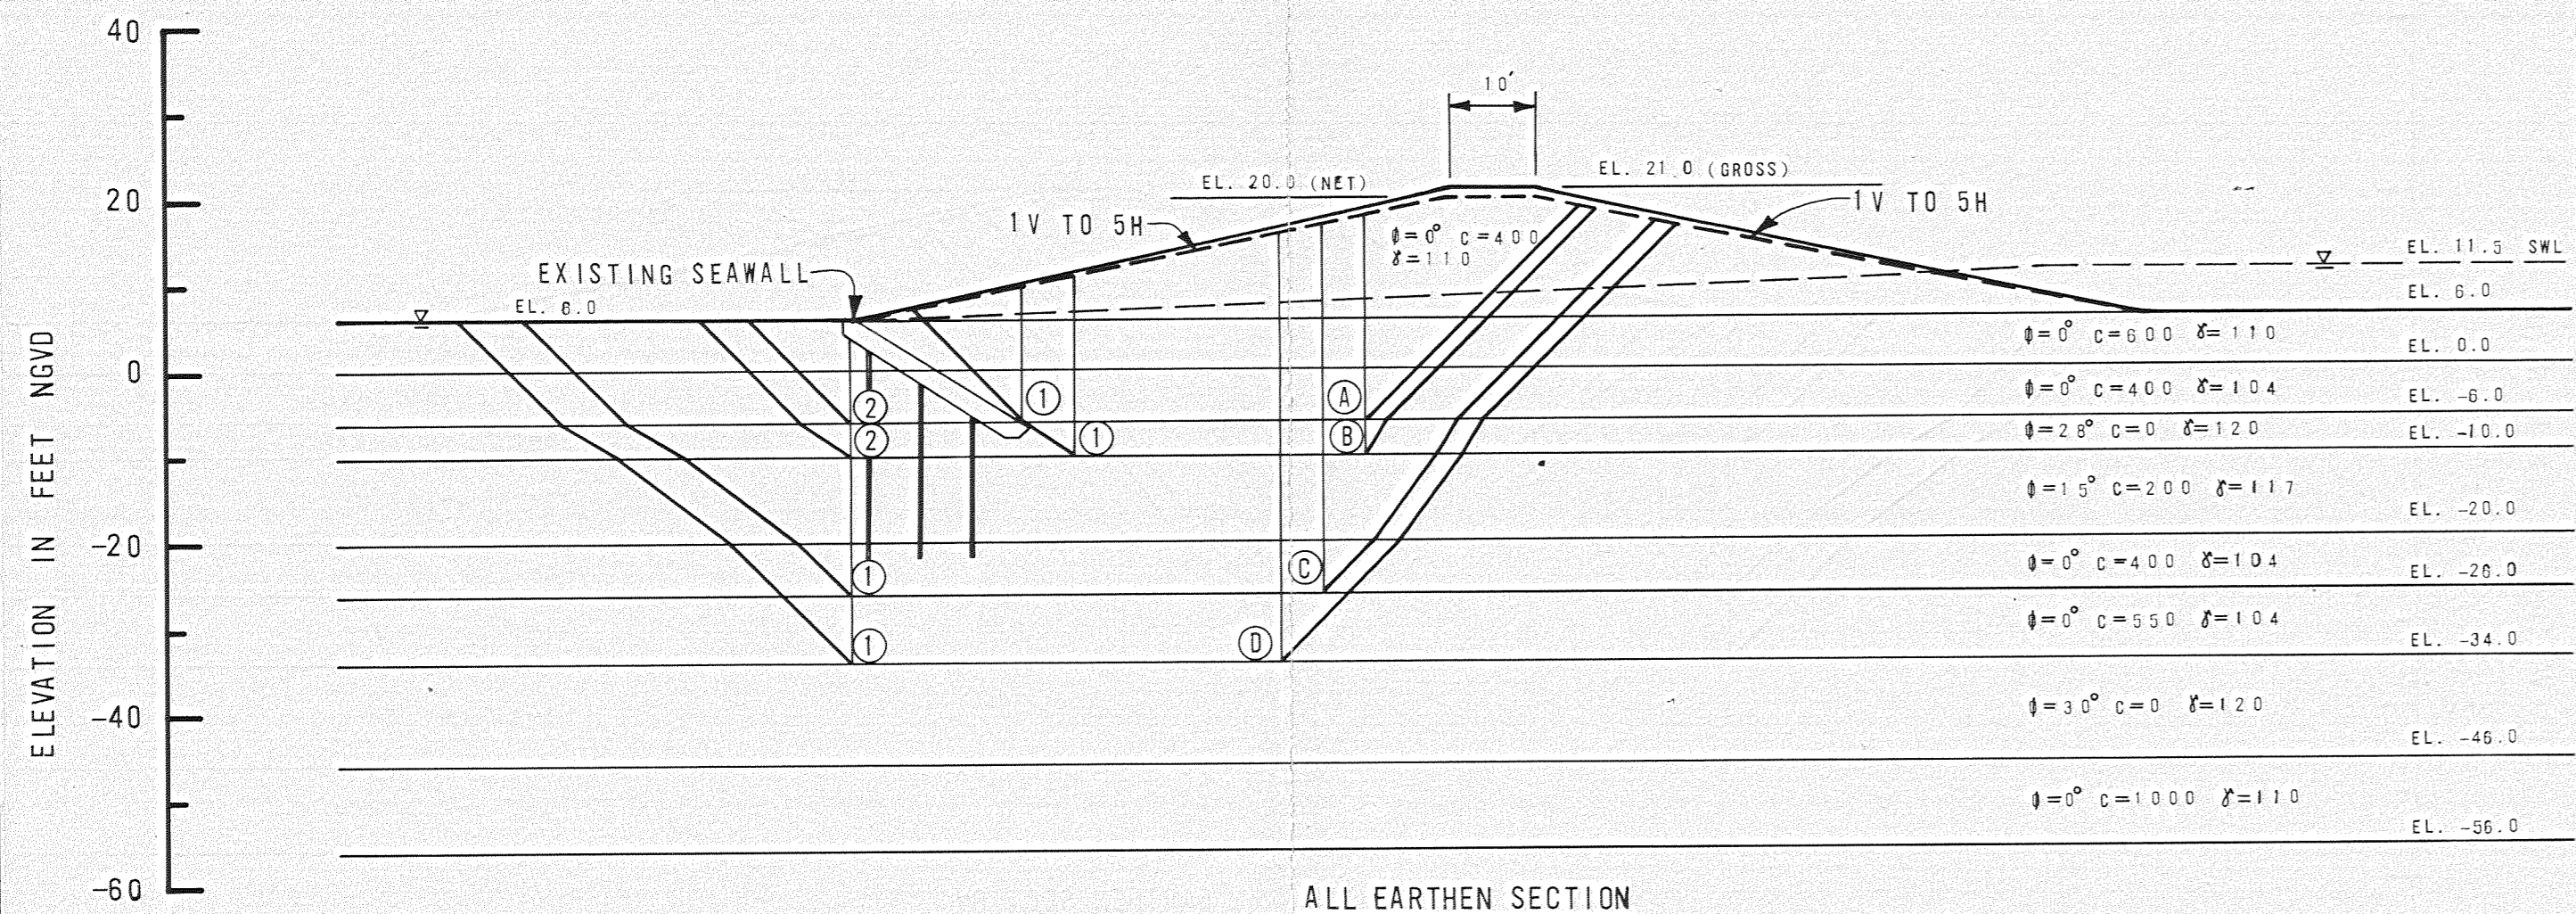 40
10'
EL. 21.0 (GROSS)
EL. 20.0 (NET)
20
1V TO 5H
1V TO 5H
ϕ=0° C=400
γ=110
EL. 11.5 SWL
EXISTING SEAWALL
EL. 6.0
EL. 6.0
ϕ=0° C=600 γ=110
EL. 0.0
0
ϕ=0° C=400 γ=104
EL. -6.0
1
A
2
ϕ=28° C=0 γ=120
EL. -10.0
2
1
B
ϕ=15° C=200 γ=117
EL. -20.0
-20
ϕ=0° C=400 γ=104
EL. -26.0
1
C
ϕ=0° C=550 γ=104
EL. -34.0
1
D
ϕ=30° C=0 γ=120
-40
EL. -46.0
ϕ=0° C=1000 γ=110
EL. -56.0
-60
ELEVATION IN FEET NGVD
ALL EARTHEN SECTION